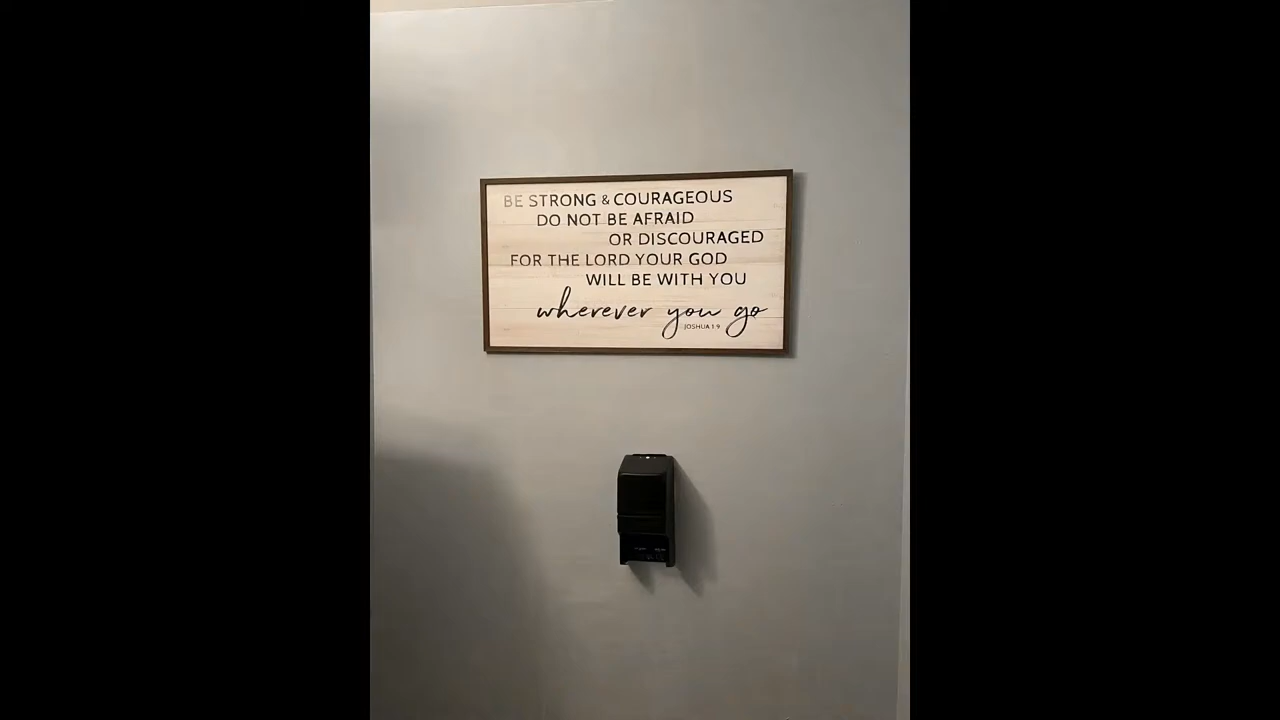 BE STRONG & COURAGEOUS
DO NOT BE AFRAID
OR DISCOURAGED
FOR THE LORD YOUR GOD
WILL BE WITH YOU
wherever you go
JOSHUA 1:9